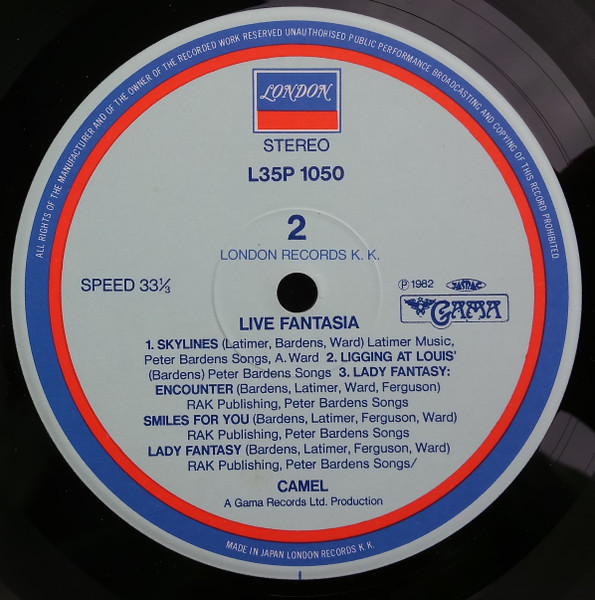 ALL RIGHTS OF THE MANUFACTURER AND OF THE OWNER OF THE RECORDED WORK RESERVED UNAUTHORISED PUBLIC PERFORMANCE BROADCASTING AND COPYING OF THIS RECORD PROHIBITED
LONDON
STEREO
L35P 1050
2
LONDON RECORDS K. K.
SPEED 33⅓
Ⓟ 1982
GAMA
LIVE FANTASIA
1. SKYLINES (Latimer, Bardens, Ward) Latimer Music,
Peter Bardens Songs, A. Ward 2. LIGGING AT LOUIS'
(Bardens) Peter Bardens Songs 3. LADY FANTASY:
ENCOUNTER (Bardens, Latimer, Ward, Ferguson)
RAK Publishing, Peter Bardens Songs
SMILES FOR YOU (Bardens, Latimer, Ferguson, Ward)
RAK Publishing, Peter Bardens Songs
LADY FANTASY (Bardens, Latimer, Ferguson, Ward)
RAK Publishing, Peter Bardens Songs/
CAMEL
A Gama Records Ltd. Production
MADE IN JAPAN LONDON RECORDS K. K.